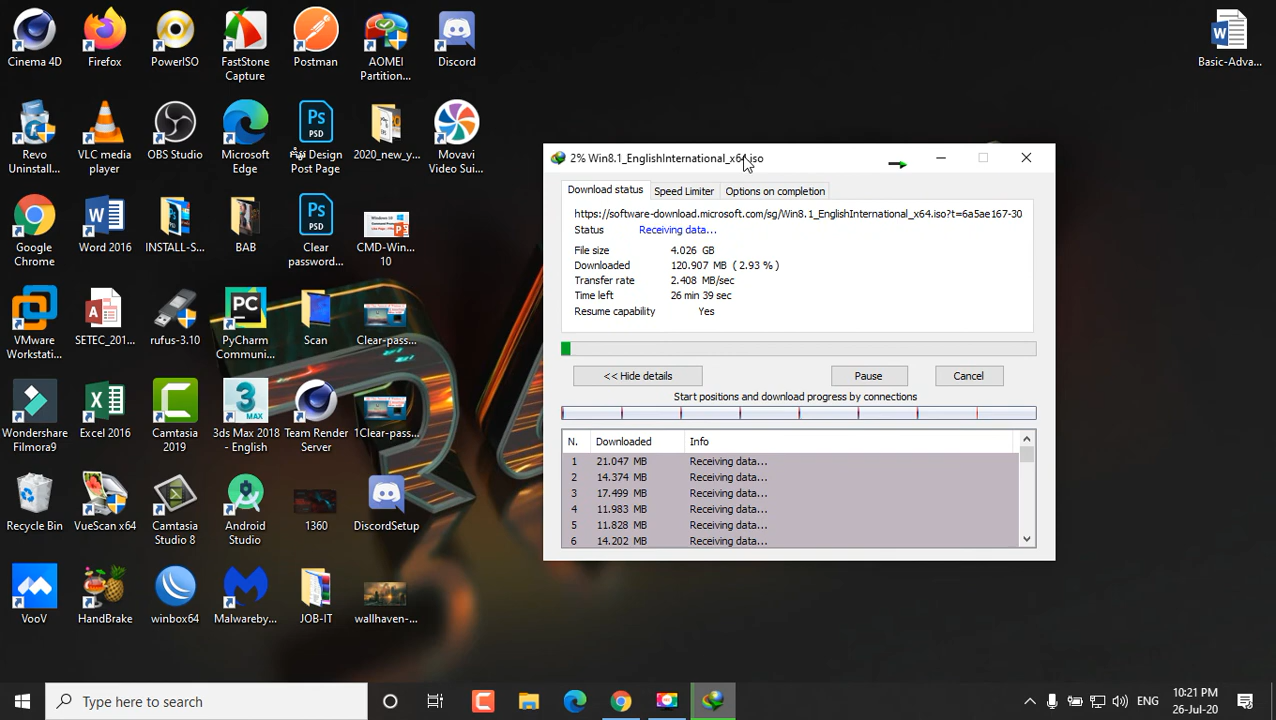 Cinema 4D
Firefox
PowerISO
FastStone
Capture
Postman
AOMEI
Partition...
Discord
Basic-Adva...
Revo
Uninstall...
VLC media
player
OBS Studio
Microsoft
Edge
PSD
2020_new_y...
Movavi
Video Sui...
Google
Chrome
Word 2016
INSTALL-S...
BAB
Clear
password...
CMD-Win...
10
VMware
Workstati...
SETEC_201...
rufus-3.10
PyCharm
Communi...
Scan
Clear-pass...
Wondershare
Filmora9
Excel 2016
Camtasia
2019
3ds Max 2018
- English
Team Render
Server
1Clear-pass...
Recycle Bin
VueScan x64
Camtasia
Studio 8
Android
Studio
1360
DiscordSetup
VooV
HandBrake
winbox64
Malwareby...
JOB-IT
wallhaven-...
2% Win8.1_EnglishInternational_x64.iso
Download status
Speed Limiter
Options on completion
https://software-download.microsoft.com/sg/Win8.1_EnglishInternational_x64.iso?t=6a5ae167-30
Status Receiving data...
File size 4.026 GB
Downloaded 120.907 MB ( 2.93 % )
Transfer rate 2.408 MB/sec
Time left 26 min 39 sec
Resume capability Yes
<< Hide details
Pause
Cancel
Start positions and download progress by connections
N. Downloaded Info
1 21.047 MB Receiving data...
2 14.374 MB Receiving data...
3 17.499 MB Receiving data...
4 11.983 MB Receiving data...
5 11.828 MB Receiving data...
6 14.202 MB Receiving data...
Type here to search
ENG
10:21 PM
26-Jul-20